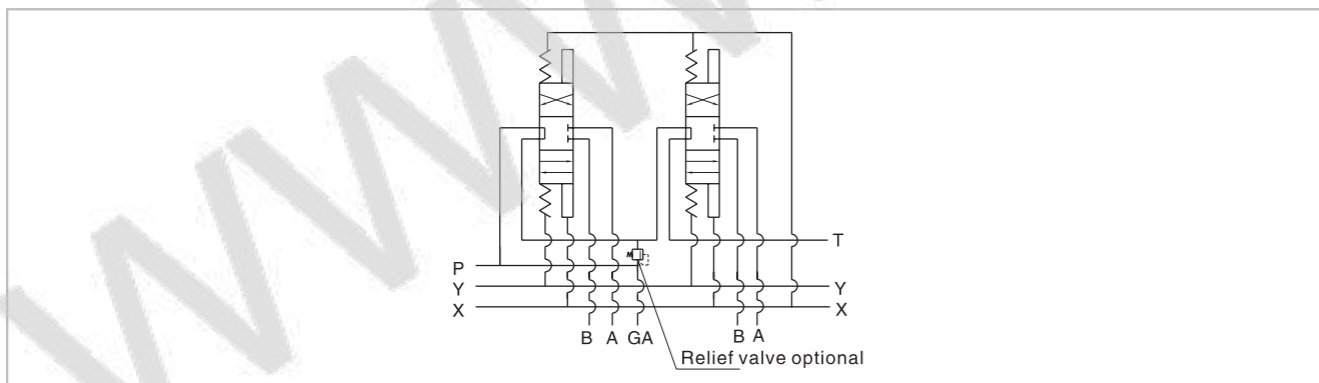 T
P
Y Y
X X
B A GA B A
Relief valve optional